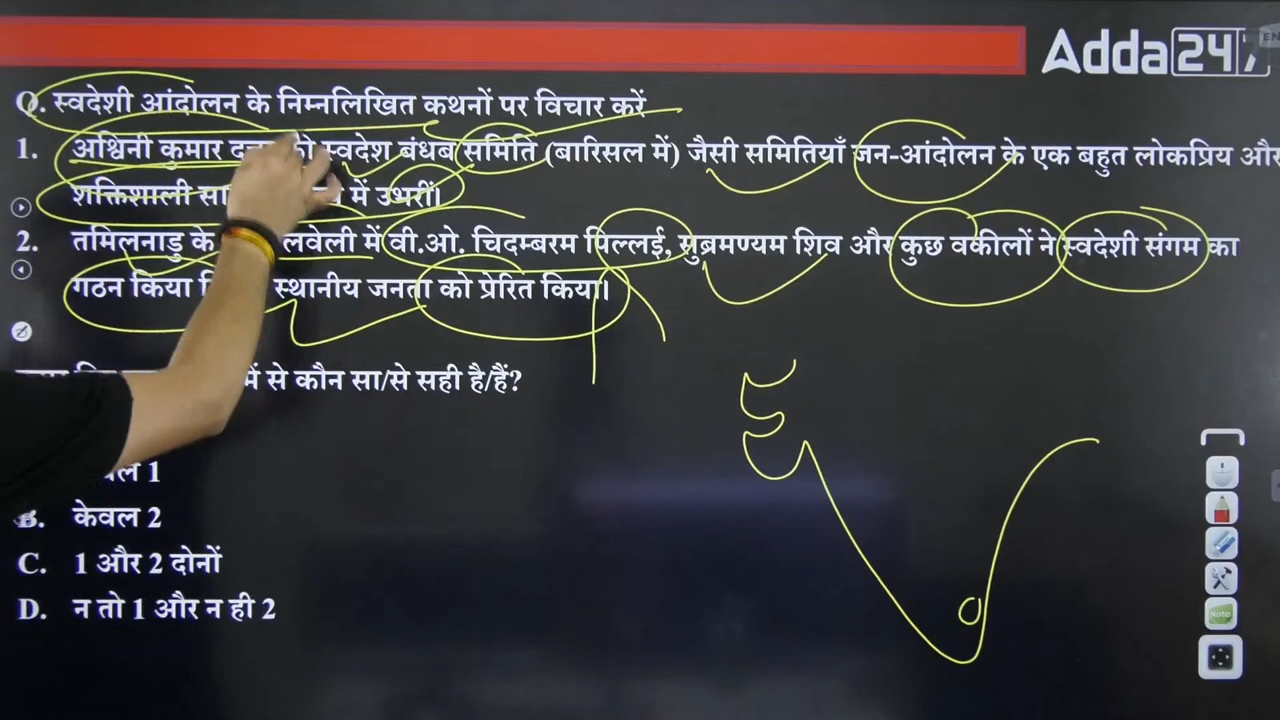 Adda247
EN
Q. स्वदेशी आंदोलन के निम्नलिखित कथनों पर विचार करें
1. अश्विनी कुमार स्वदेश बंधब समिति (बारिसल में) जैसी समितियाँ जन-आंदोलन के एक बहुत लोकप्रिय और
शक्तिशाली में उभरीं।
2. तमिलनाडु के में वी.ओ. चिदम्बरम पिल्लई, सुब्रमण्यम शिव और कुछ वकीलों ने स्वदेशी संगम का
गठन किया स्थानीय जनता को प्रेरित किया।
में से कौन सा/से सही है/हैं?
1
B. केवल 2
C. 1 और 2 दोनों
D. न तो 1 और न ही 2
Note